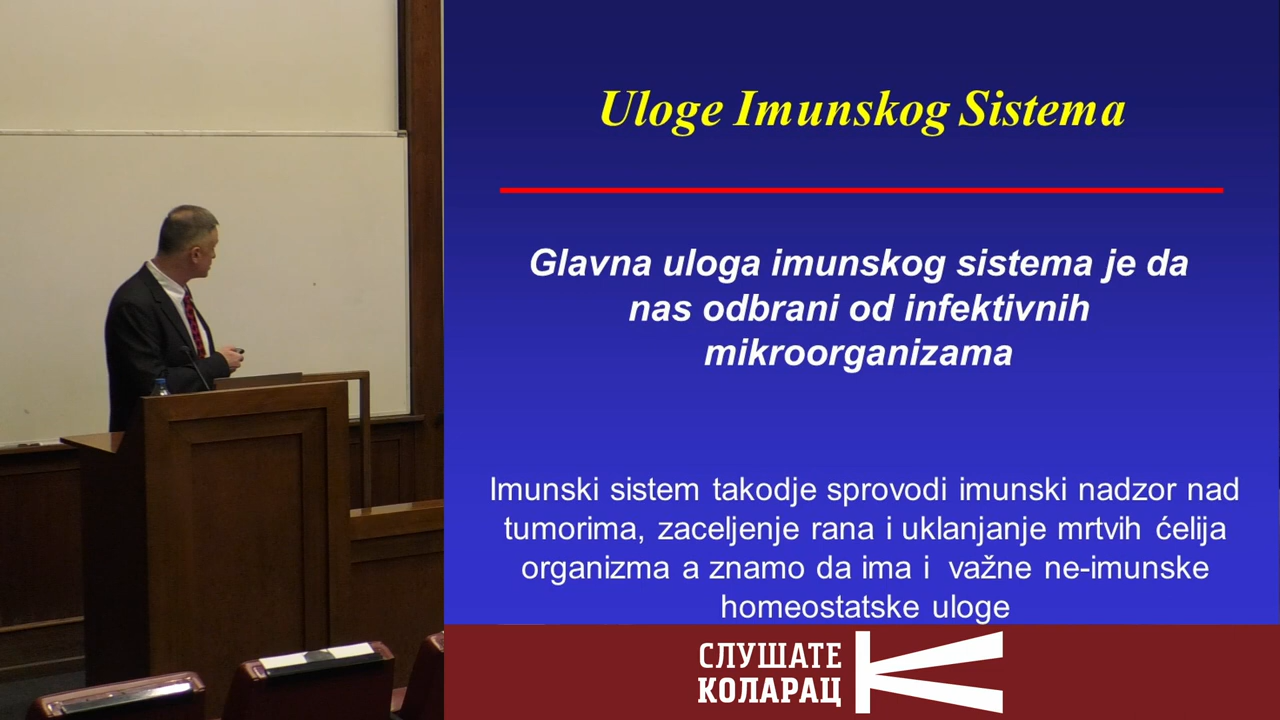 Uloge Imunskog Sistema
Glavna uloga imunskog sistema je da
nas odbrani od infektivnih
mikroorganizama
Imunski sistem takodje sprovodi imunski nadzor nad
tumorima, zaceljenje rana i uklanjanje mrtvih ćelija
organizma a znamo da ima i važne ne-imunske
homeostatske uloge
СЛУШАТЕ
КОЛАРАЦ